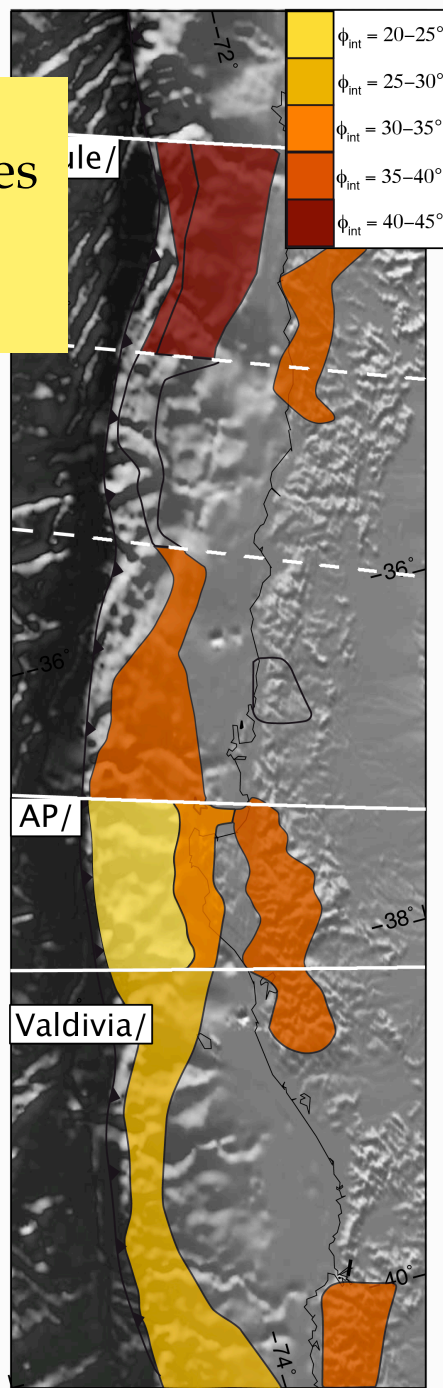 -72°
ϕint = 20–25°
ϕint = 25–30°
ϕint = 30–35°
ϕint = 35–40°
ϕint = 40–45°
es
ule/
-36°
-36°
AP/
-38°
Valdivia/
40°
-74°